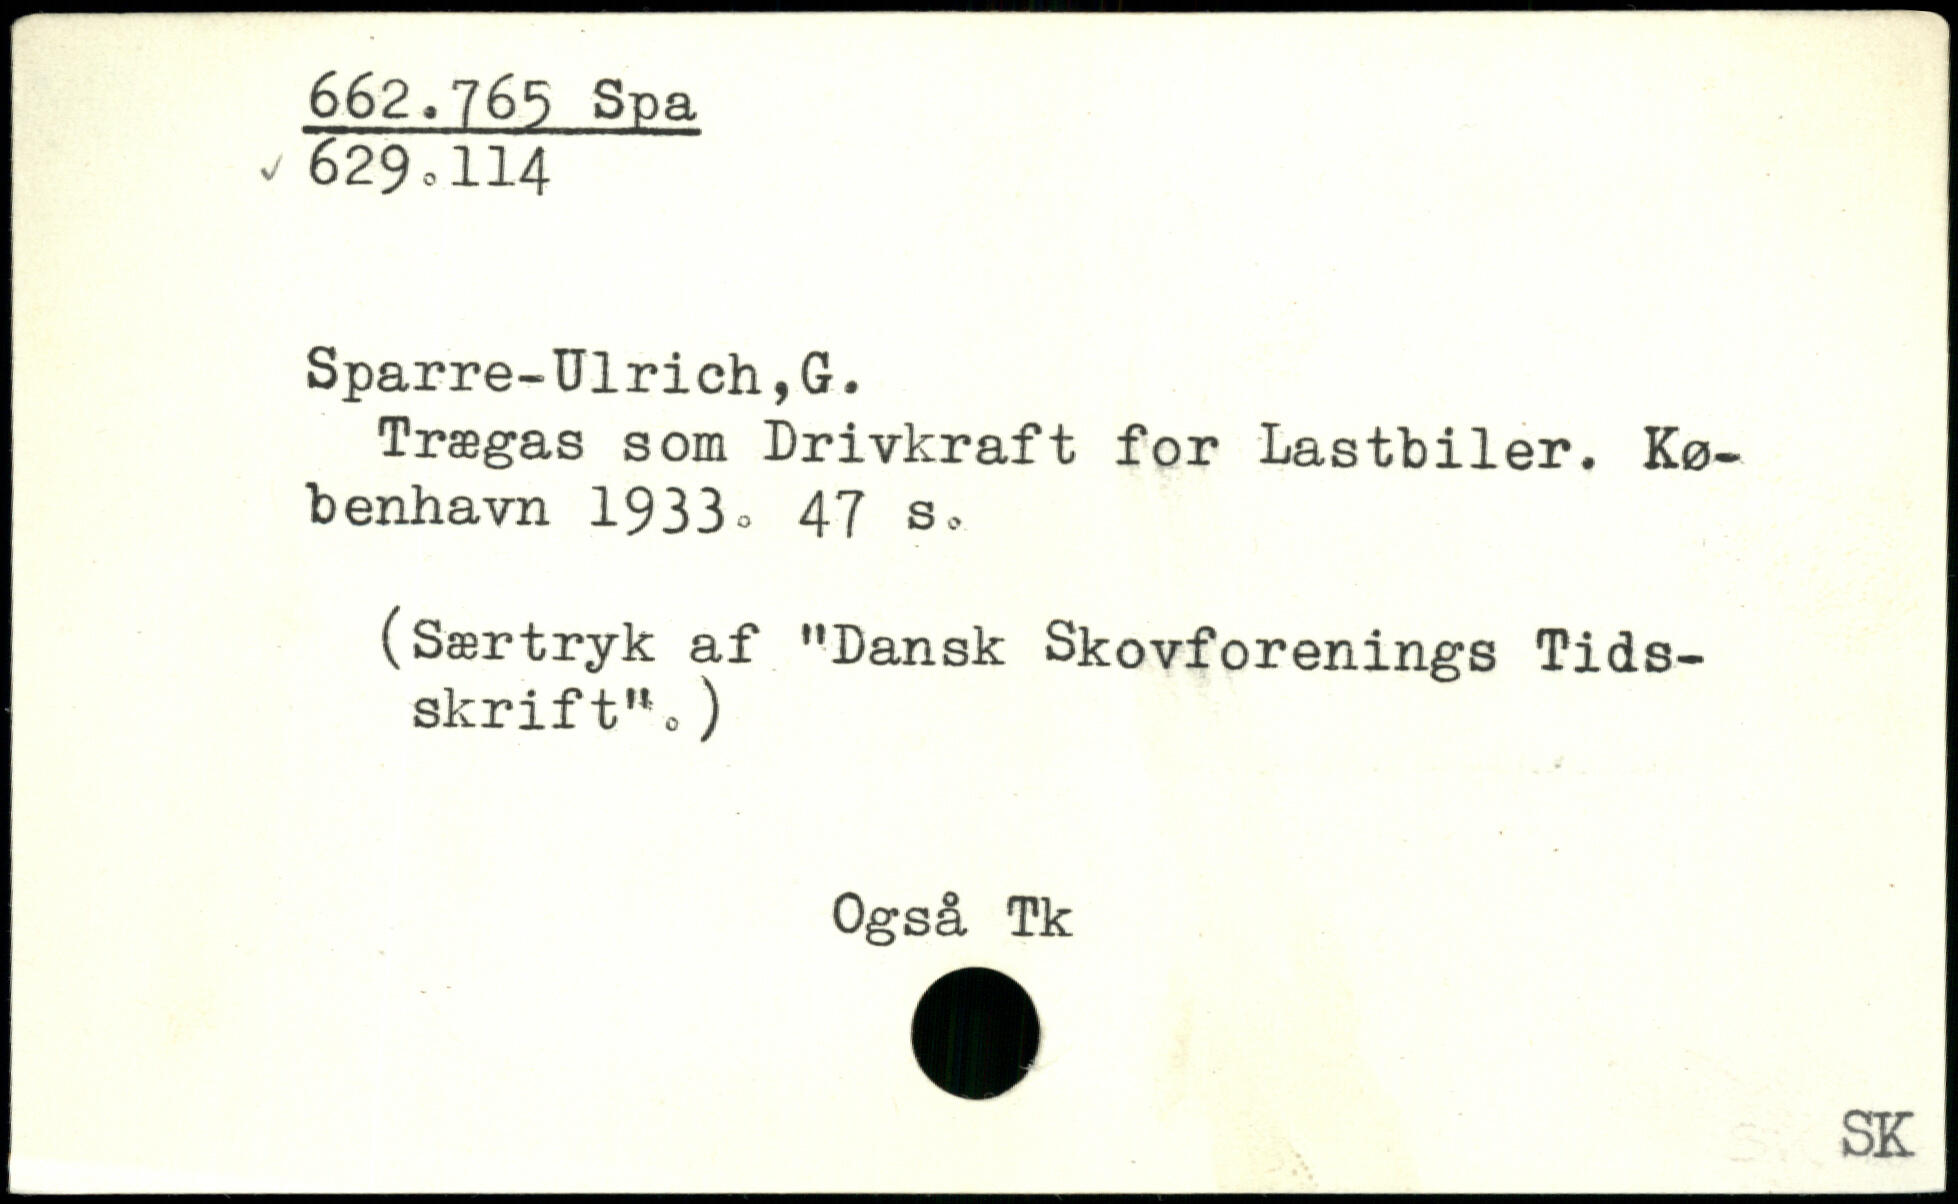 662.765 Spa
✓ 629.114
Sparre-Ulrich,G.
Trægas som Drivkraft for Lastbiler. Kø-
benhavn 1933. 47 s.
(Særtryk af "Dansk Skovforenings Tids-
skrift".)
Også Tk
SK